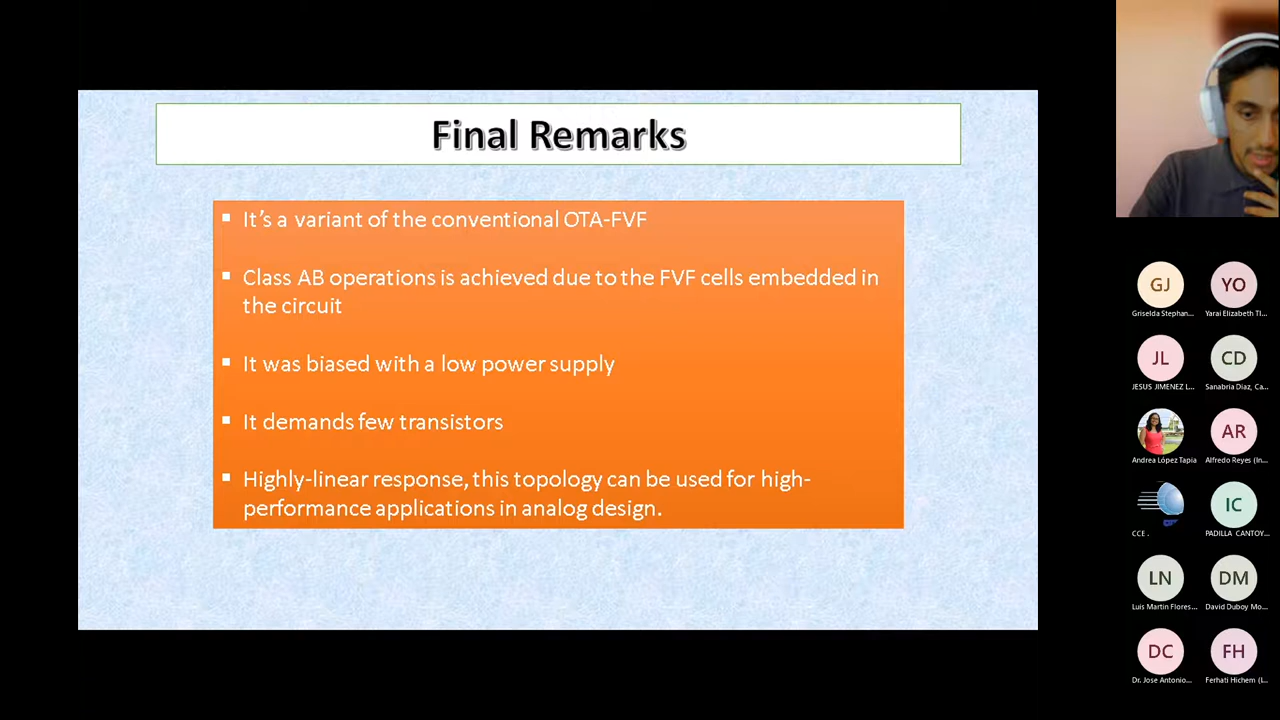 Final Remarks
It's a variant of the conventional OTA-FVF
Class AB operations is achieved due to the FVF cells embedded in
the circuit
It was biased with a low power supply
It demands few transistors
Highly-linear response, this topology can be used for high-
performance applications in analog design.
GJ
YO
Griselda Stephan...
Yarai Elizabeth TI...
JL
CD
JESUS JIMENEZ L...
Sanabria Diaz, Ca...
AR
Andrea López Tapia
Alfredo Reyes (In...
IC
CCE .
PADILLA CANTOY...
LN
DM
Luis Martin Flores...
David Duboy Mo...
DC
FH
Dr. Jose Antonio...
Ferhati Hichem (L...